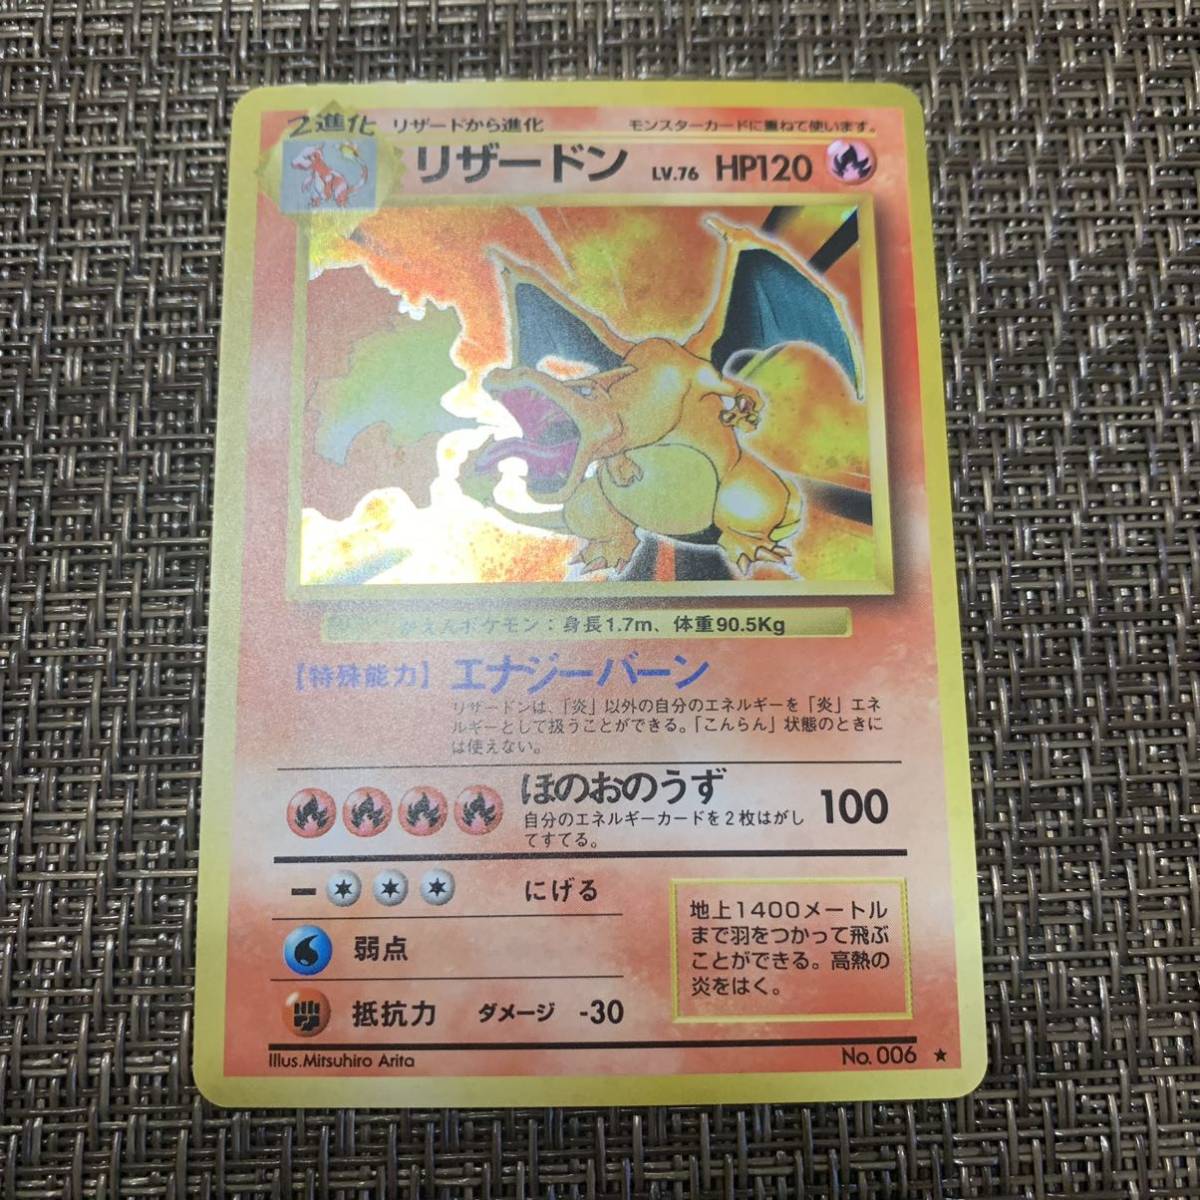 2進化 リザードから進化 モンスターカードに重ねて使います。
リザードン LV.76 HP120
かえんポケモン：身長1.7m、体重90.5Kg
【特殊能力】エナジーバーン
リザードンは、「炎」以外の自分のエネルギーを「炎」エネ
ルギーとして扱うことができる。「こんらん」状態のときに
は使えない。
ほのおのうず 100
自分のエネルギーカードを2枚はがし
てすてる。
にげる
弱点
抵抗力 ダメージ -30
地上1400メートル
まで羽をつかって飛ぶ
ことができる。高熱の
炎をはく。
Illus.Mitsuhiro Arita No.006 ★